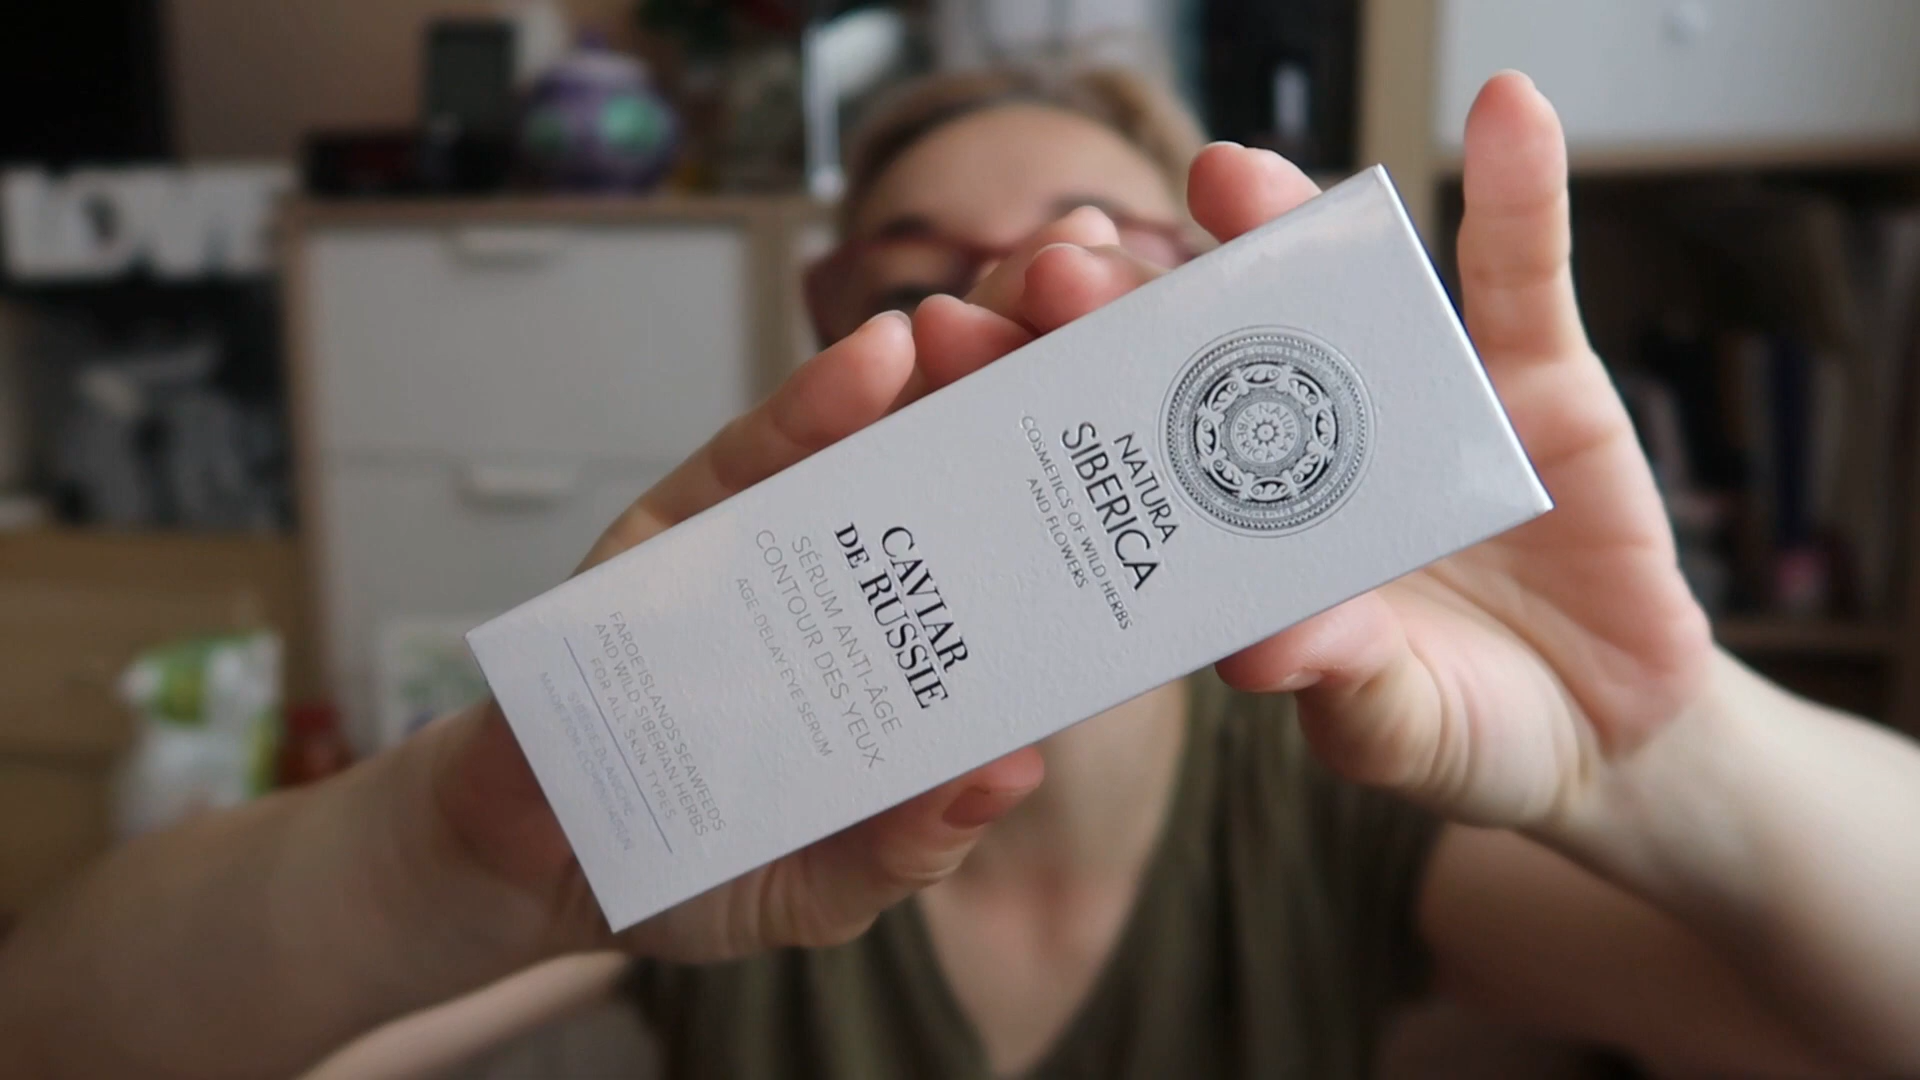 NATURA
SIBERICA
COSMETICS OF WILD HERBS
AND FLOWERS
CAVIAR
DE RUSSIE
SÉRUM ANTI-ÂGE
CONTOUR DES YEUX
AGE-DELAY EYE SERUM
FAROE ISLANDS SEAWEEDS
AND WILD SIBERIAN HERBS
FOR ALL SKIN TYPES